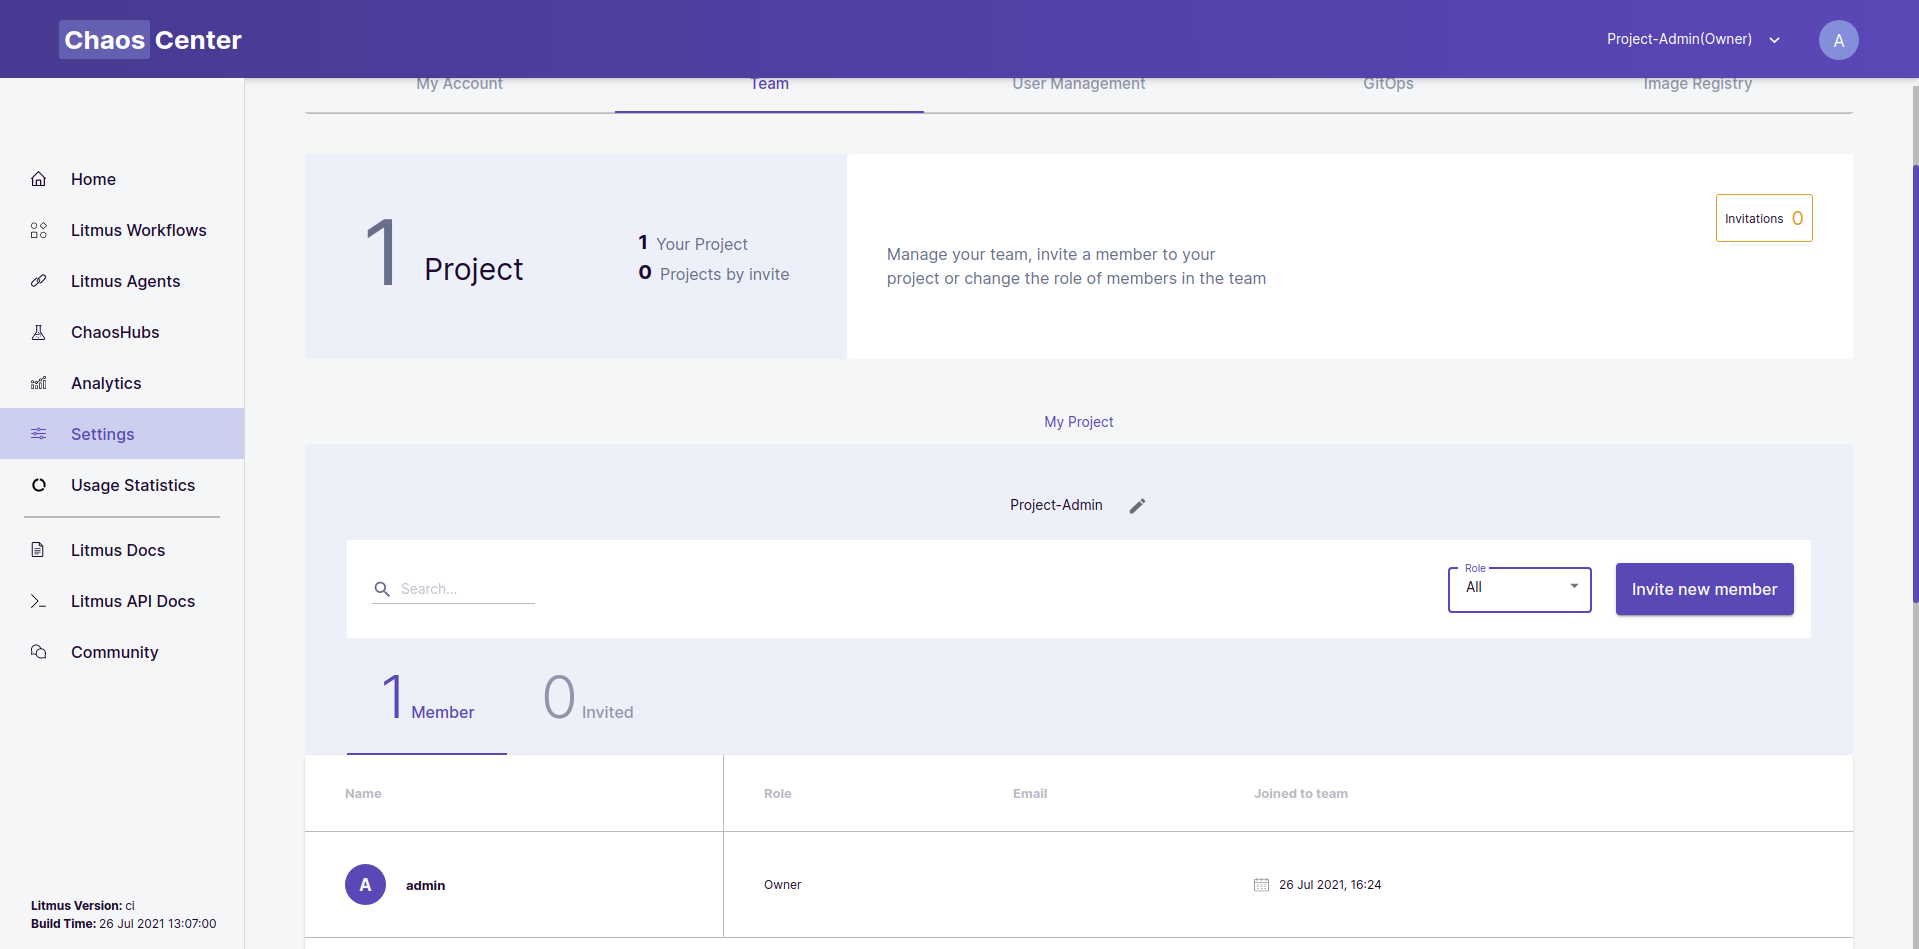 Chaos Center
Project-Admin(Owner)
A
My Account
Team
User Management
GitOps
Image Registry
Home
Litmus Workflows
Litmus Agents
ChaosHubs
Analytics
Settings
Usage Statistics
Litmus Docs
Litmus API Docs
Community
Litmus Version: ci
Build Time: 26 Jul 2021 13:07:00
1 Project
1 Your Project
0 Projects by invite
Manage your team, invite a member to your
project or change the role of members in the team
Invitations 0
My Project
Project-Admin
Search...
Role
All
Invite new member
1 Member
0 Invited
Name
Role
Email
Joined to team
A
admin
Owner
26 Jul 2021, 16:24